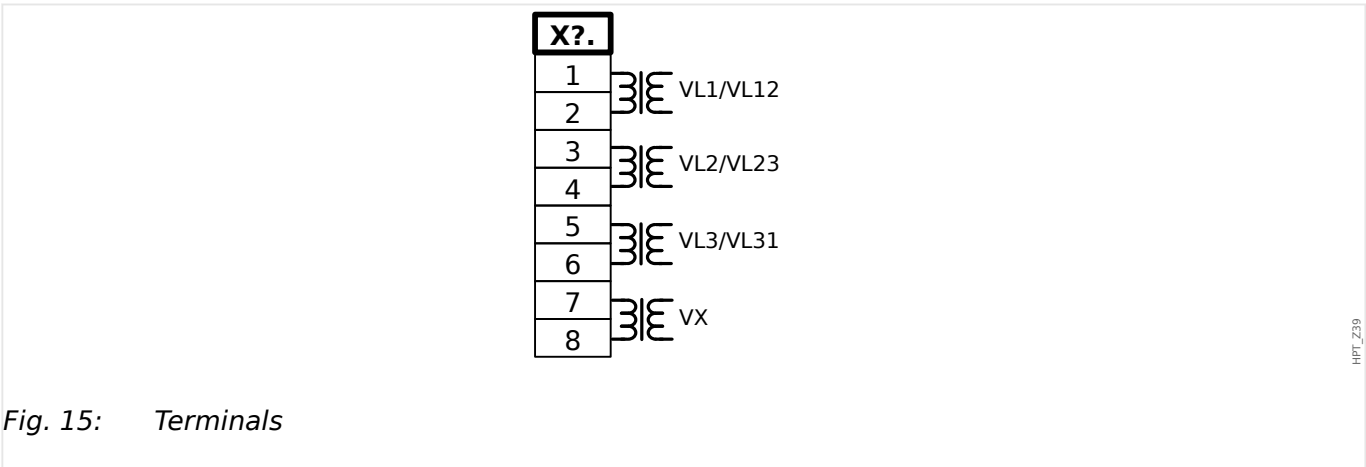 X?.
1
VL1/VL12
2
3
VL2/VL23
4
5
VL3/VL31
6
7
VX
8
HPT_Z39
Fig. 15: Terminals